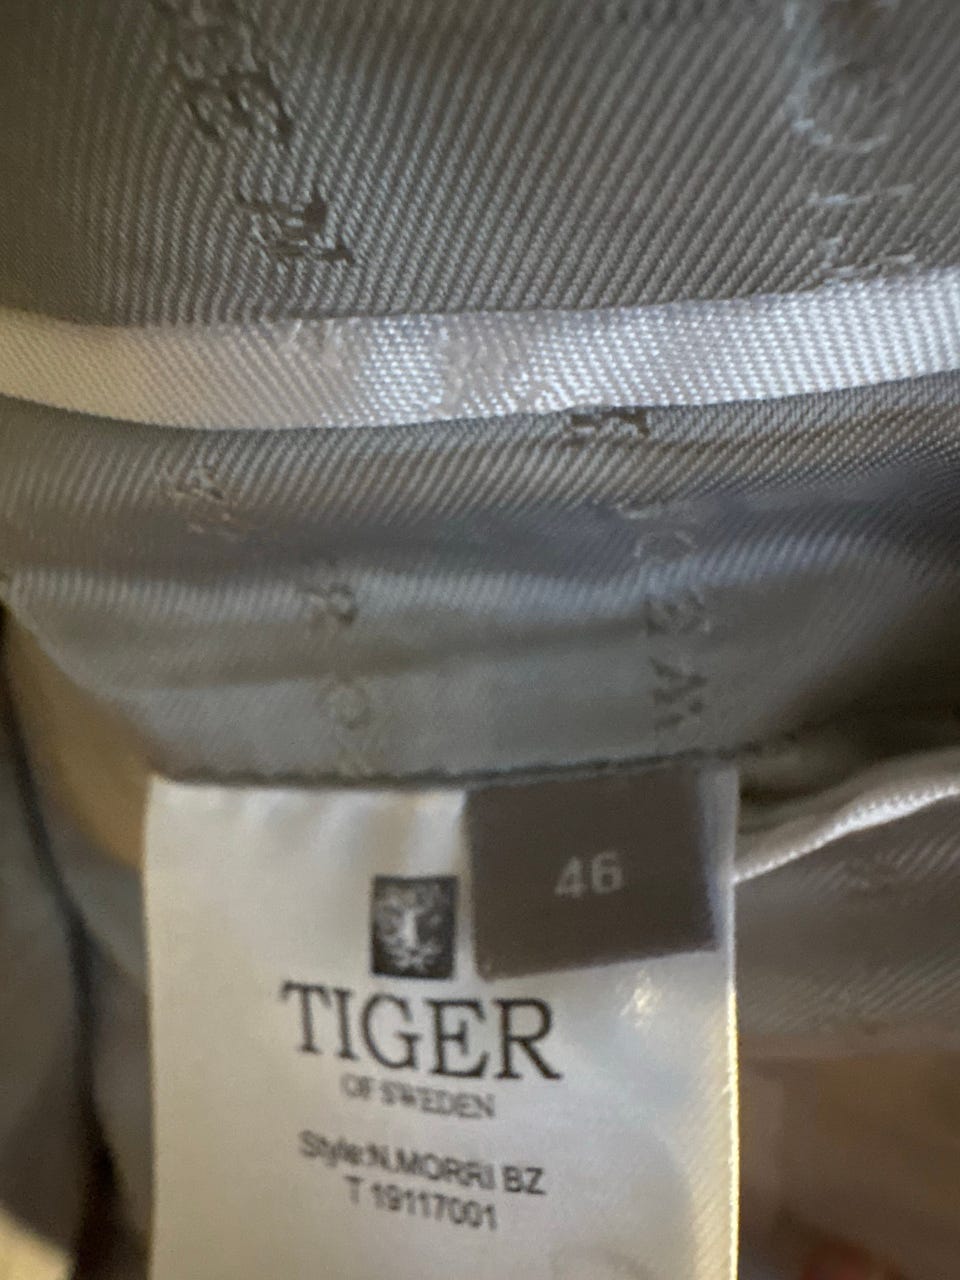 46
TIGER
OF SWEDEN
Style:N.MORRI BZ
T 19117001